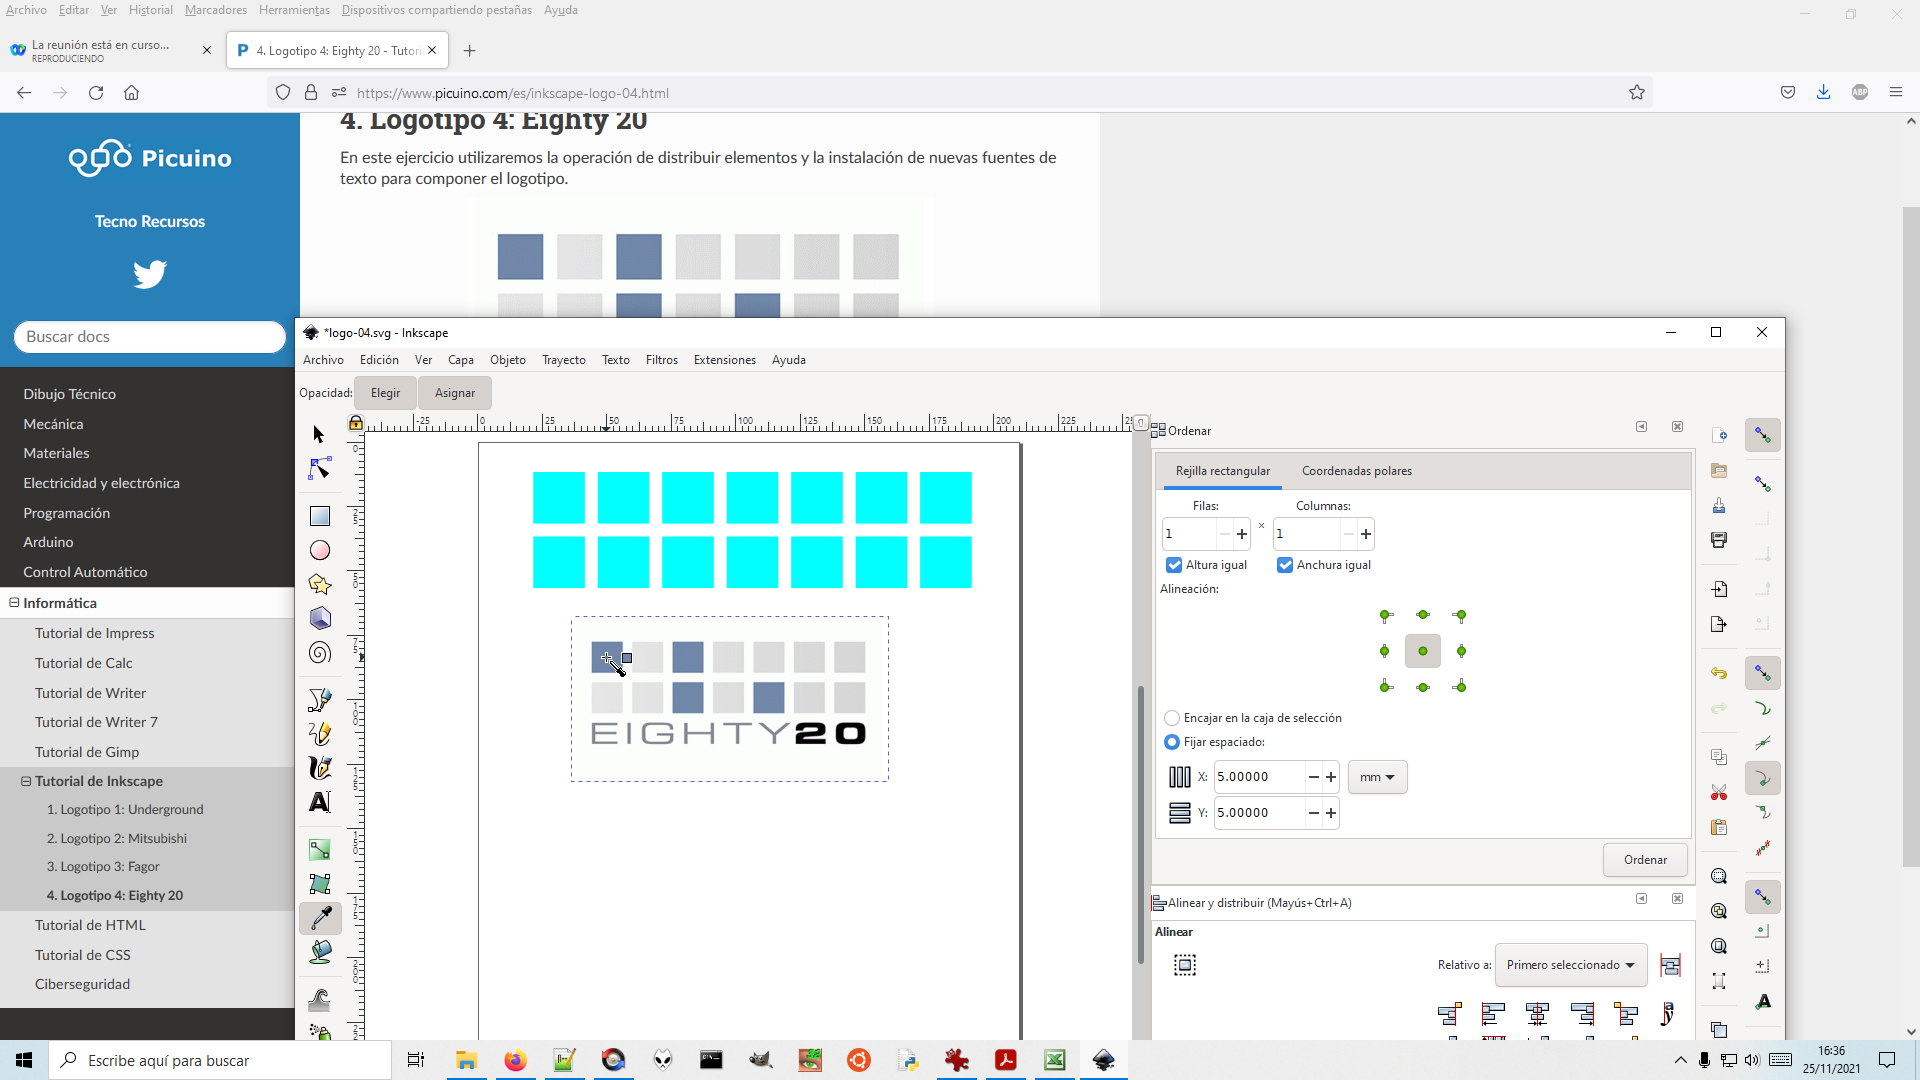 Archivo Editar Ver Historial Marcadores Herramientas Dispositivos compartiendo pestañas Ayuda
La reunión está en curso...
REPRODUCIENDO
4. Logotipo 4: Eighty 20 - Tutori
https://www.picuino.com/es/inkscape-logo-04.html
ABP
Picuino
Tecno Recursos
Buscar docs
Dibujo Técnico
Mecánica
Materiales
Electricidad y electrónica
Programación
Arduino
Control Automático
Informática
Tutorial de Impress
Tutorial de Calc
Tutorial de Writer
Tutorial de Writer 7
Tutorial de Gimp
Tutorial de Inkscape
1. Logotipo 1: Underground
2. Logotipo 2: Mitsubishi
3. Logotipo 3: Fagor
4. Logotipo 4: Eighty 20
Tutorial de HTML
Tutorial de CSS
Ciberseguridad
4. Logotipo 4: Eighty 20
En este ejercicio utilizaremos la operación de distribuir elementos y la instalación de nuevas fuentes de
texto para componer el logotipo.
*logo-04.svg - Inkscape
Archivo Edición Ver Capa Objeto Trayecto Texto Filtros Extensiones Ayuda
Opacidad: Elegir Asignar
-25 0 25 50 75 100 125 150 175 200 225
EIGHTY20
Ordenar
Rejilla rectangular Coordenadas polares
Filas: Columnas:
1 × 1
Altura igual Anchura igual
Alineación:
Encajar en la caja de selección
Fijar espaciado:
X: 5.00000 mm
Y: 5.00000
Ordenar
Alinear y distribuir (Mayús+Ctrl+A)
Alinear
Relativo a: Primero seleccionado
Escribe aquí para buscar
16:36
25/11/2021